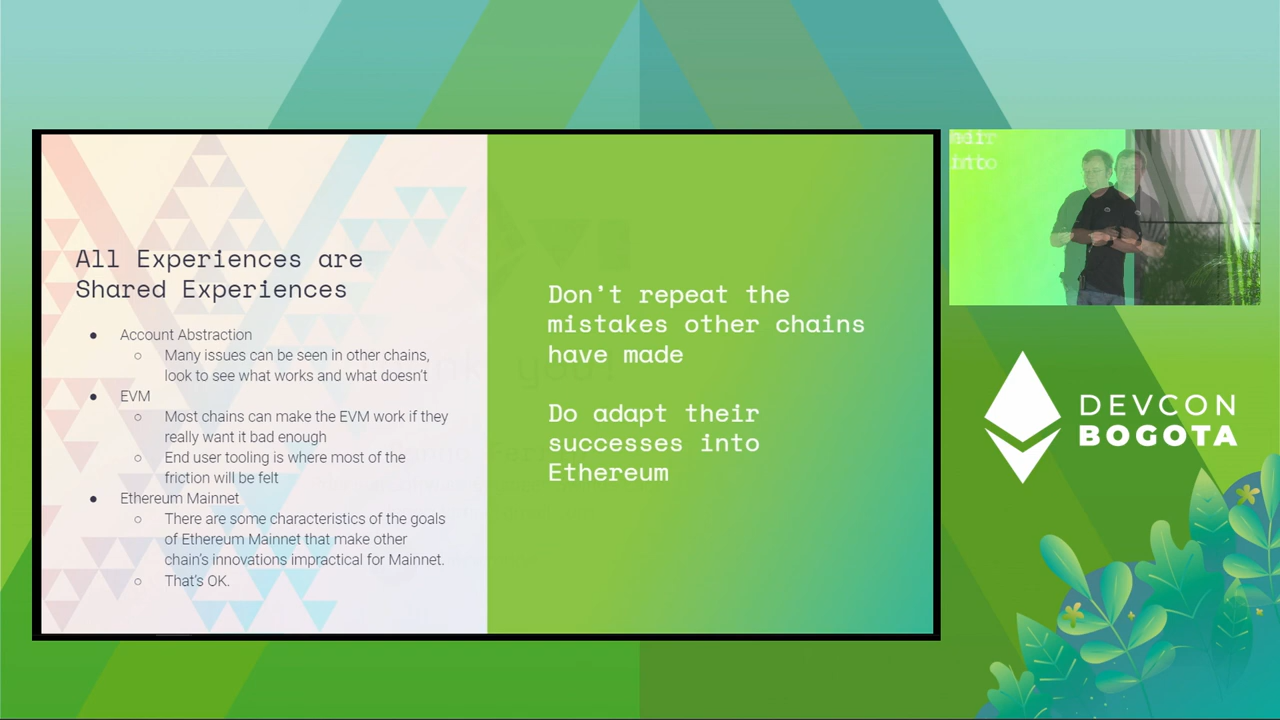 All Experiences are
Shared Experiences
● Account Abstraction
○ Many issues can be seen in other chains,
look to see what works and what doesn't
● EVM
○ Most chains can make the EVM work if they
really want it bad enough
○ End user tooling is where most of the
friction will be felt
● Ethereum Mainnet
○ There are some characteristics of the goals
of Ethereum Mainnet that make other
chain's innovations impractical for Mainnet.
○ That's OK.
Don't repeat the
mistakes other chains
have made
Do adapt their
successes into
Ethereum
into
DEVCON
BOGOTA